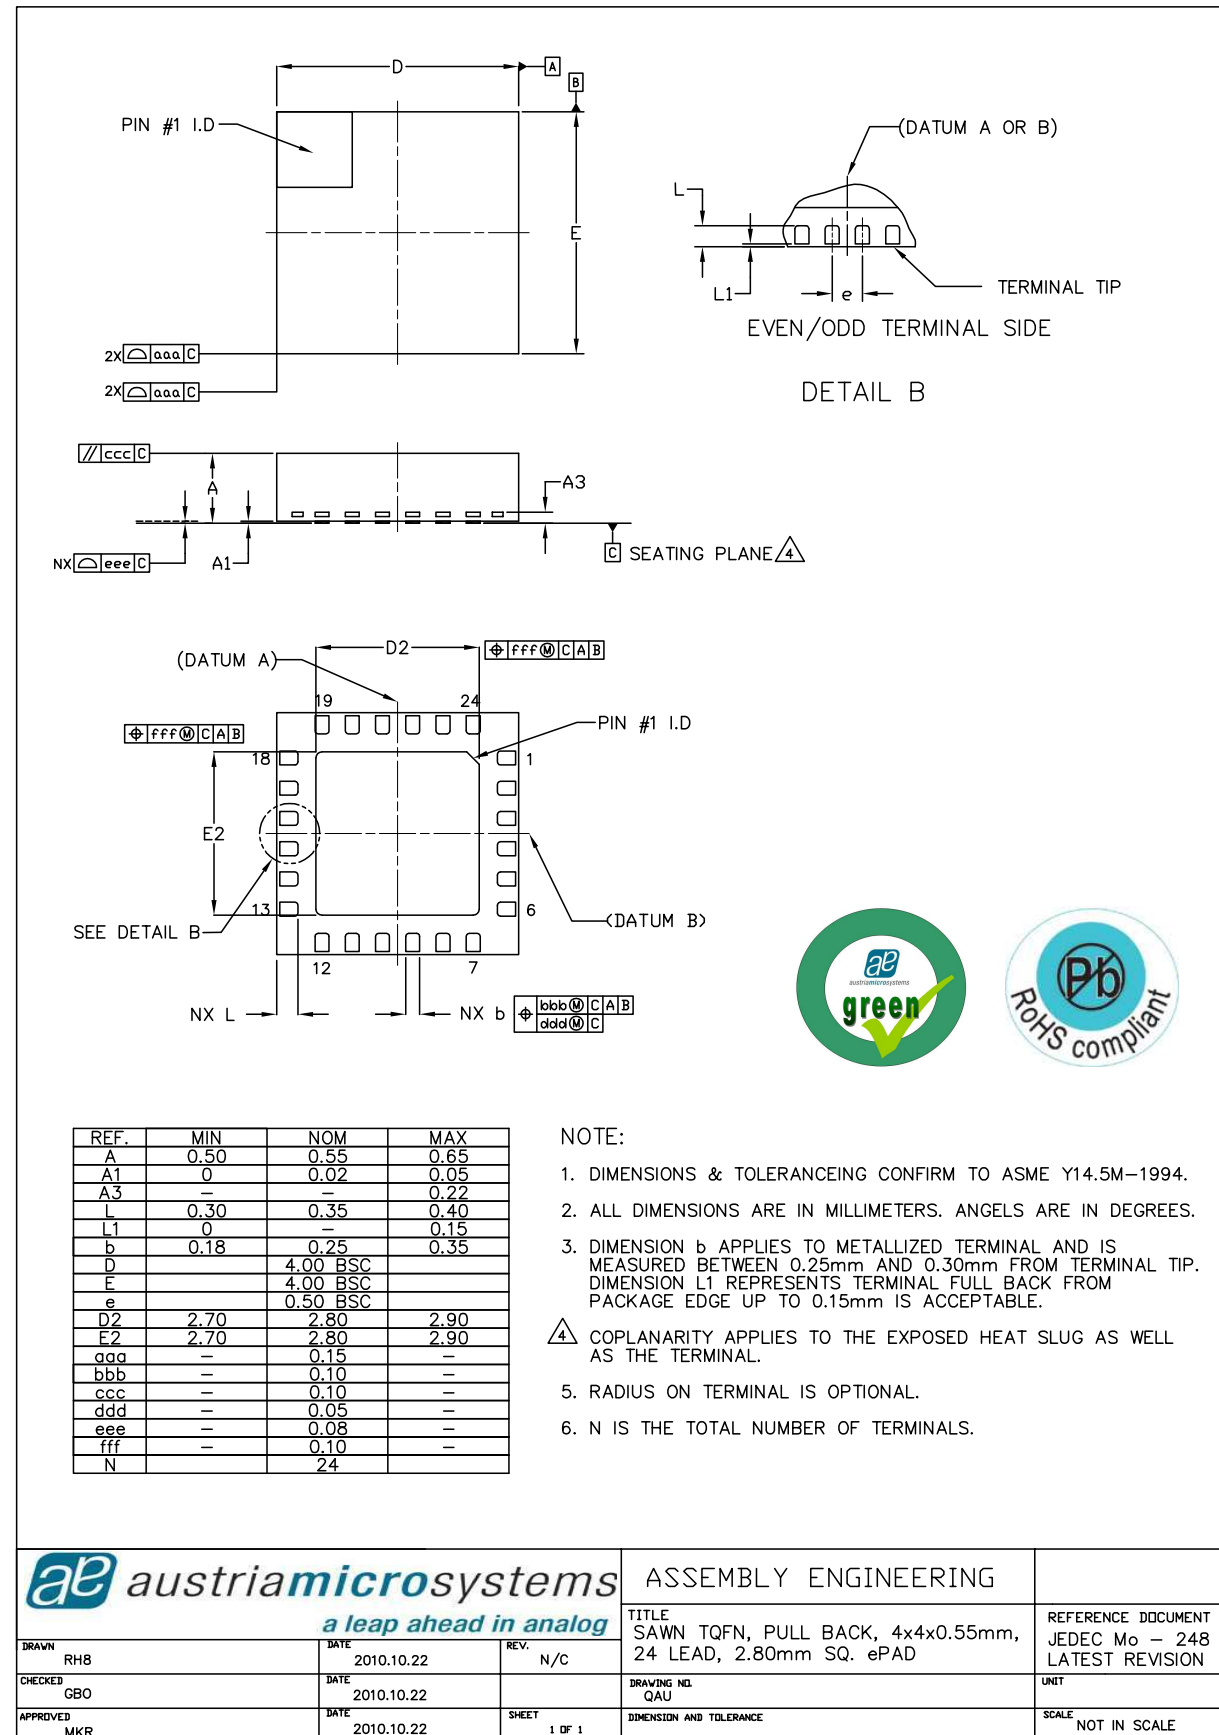 D
A
B
PIN #1 I.D
E
2X aaa C
2X aaa C
(DATUM A OR B)
L
L1
e
TERMINAL TIP
EVEN/ODD TERMINAL SIDE
DETAIL B
// ccc C
A
A3
NX eee C
A1
C SEATING PLANE 4
(DATUM A)
D2
fff M C A B
19
24
PIN #1 I.D
fff M C A B
18
1
E2
13
6
SEE DETAIL B
(DATUM B)
12
7
NX L
NX b
bbb M C A B
ddd M C
ae
austriamicrosystems
green
Pb
RoHS compliant
REF. MIN NOM MAX
A 0.50 0.55 0.65
A1 0 0.02 0.05
A3 – – 0.22
L 0.30 0.35 0.40
L1 0 – 0.15
b 0.18 0.25 0.35
D 4.00 BSC
E 4.00 BSC
e 0.50 BSC
D2 2.70 2.80 2.90
E2 2.70 2.80 2.90
aaa – 0.15 –
bbb – 0.10 –
ccc – 0.10 –
ddd – 0.05 –
eee – 0.08 –
fff – 0.10 –
N 24
NOTE:
1. DIMENSIONS & TOLERANCEING CONFIRM TO ASME Y14.5M–1994.
2. ALL DIMENSIONS ARE IN MILLIMETERS. ANGELS ARE IN DEGREES.
3. DIMENSION b APPLIES TO METALLIZED TERMINAL AND IS
MEASURED BETWEEN 0.25mm AND 0.30mm FROM TERMINAL TIP.
DIMENSION L1 REPRESENTS TERMINAL FULL BACK FROM
PACKAGE EDGE UP TO 0.15mm IS ACCEPTABLE.
4 COPLANARITY APPLIES TO THE EXPOSED HEAT SLUG AS WELL
AS THE TERMINAL.
5. RADIUS ON TERMINAL IS OPTIONAL.
6. N IS THE TOTAL NUMBER OF TERMINALS.
ae austriamicrosystems
a leap ahead in analog
ASSEMBLY ENGINEERING
TITLE
SAWN TQFN, PULL BACK, 4x4x0.55mm,
24 LEAD, 2.80mm SQ. ePAD
REFERENCE DOCUMENT
JEDEC Mo – 248
LATEST REVISION
DRAWN
RH8
DATE
2010.10.22
REV.
N/C
CHECKED
GBO
DATE
2010.10.22
DRAWING NO.
QAU
UNIT
APPROVED
MKR
DATE
2010.10.22
SHEET
1 OF 1
DIMENSION AND TOLERANCE
SCALE
NOT IN SCALE